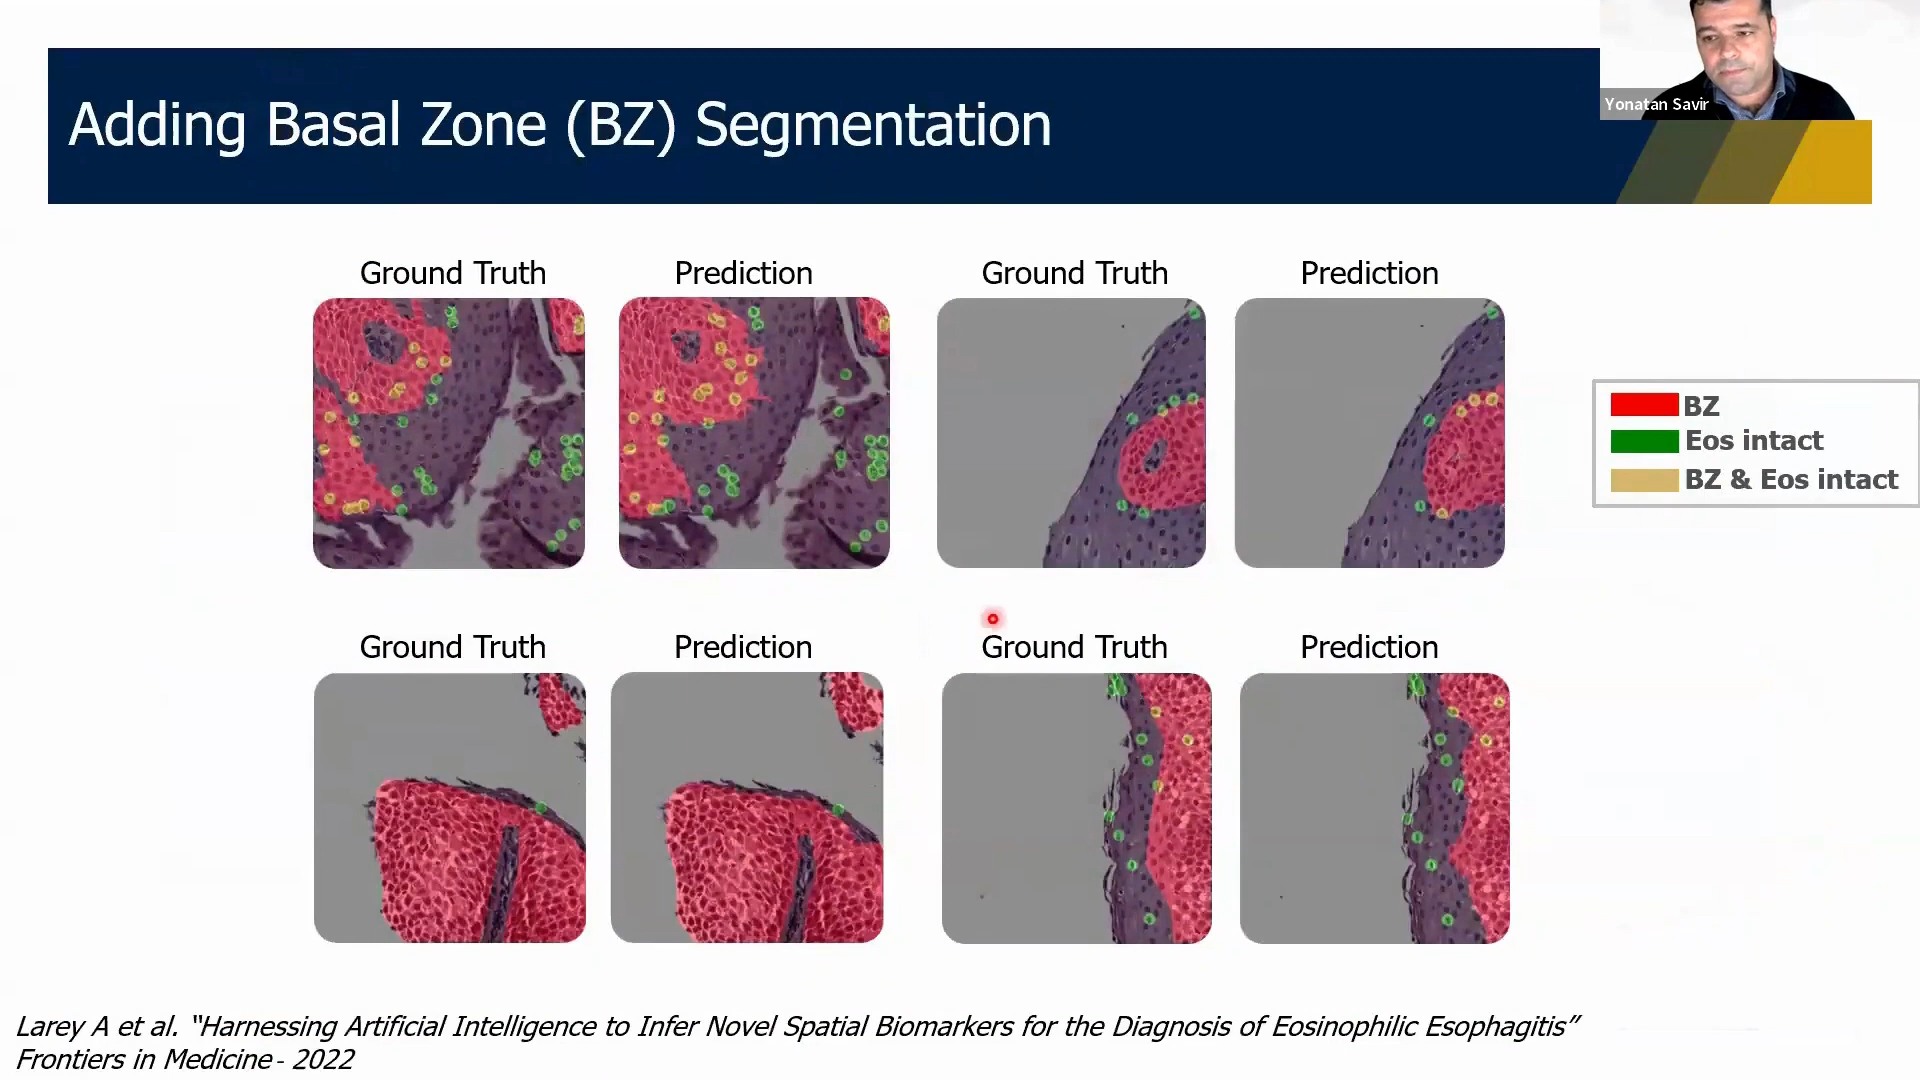 Yonatan Savir
Adding Basal Zone (BZ) Segmentation
Ground Truth
Prediction
Ground Truth
Prediction
BZ
Eos intact
BZ & Eos intact
Ground Truth
Prediction
Ground Truth
Prediction
Larey A et al. “Harnessing Artificial Intelligence to Infer Novel Spatial Biomarkers for the Diagnosis of Eosinophilic Esophagitis”
Frontiers in Medicine - 2022